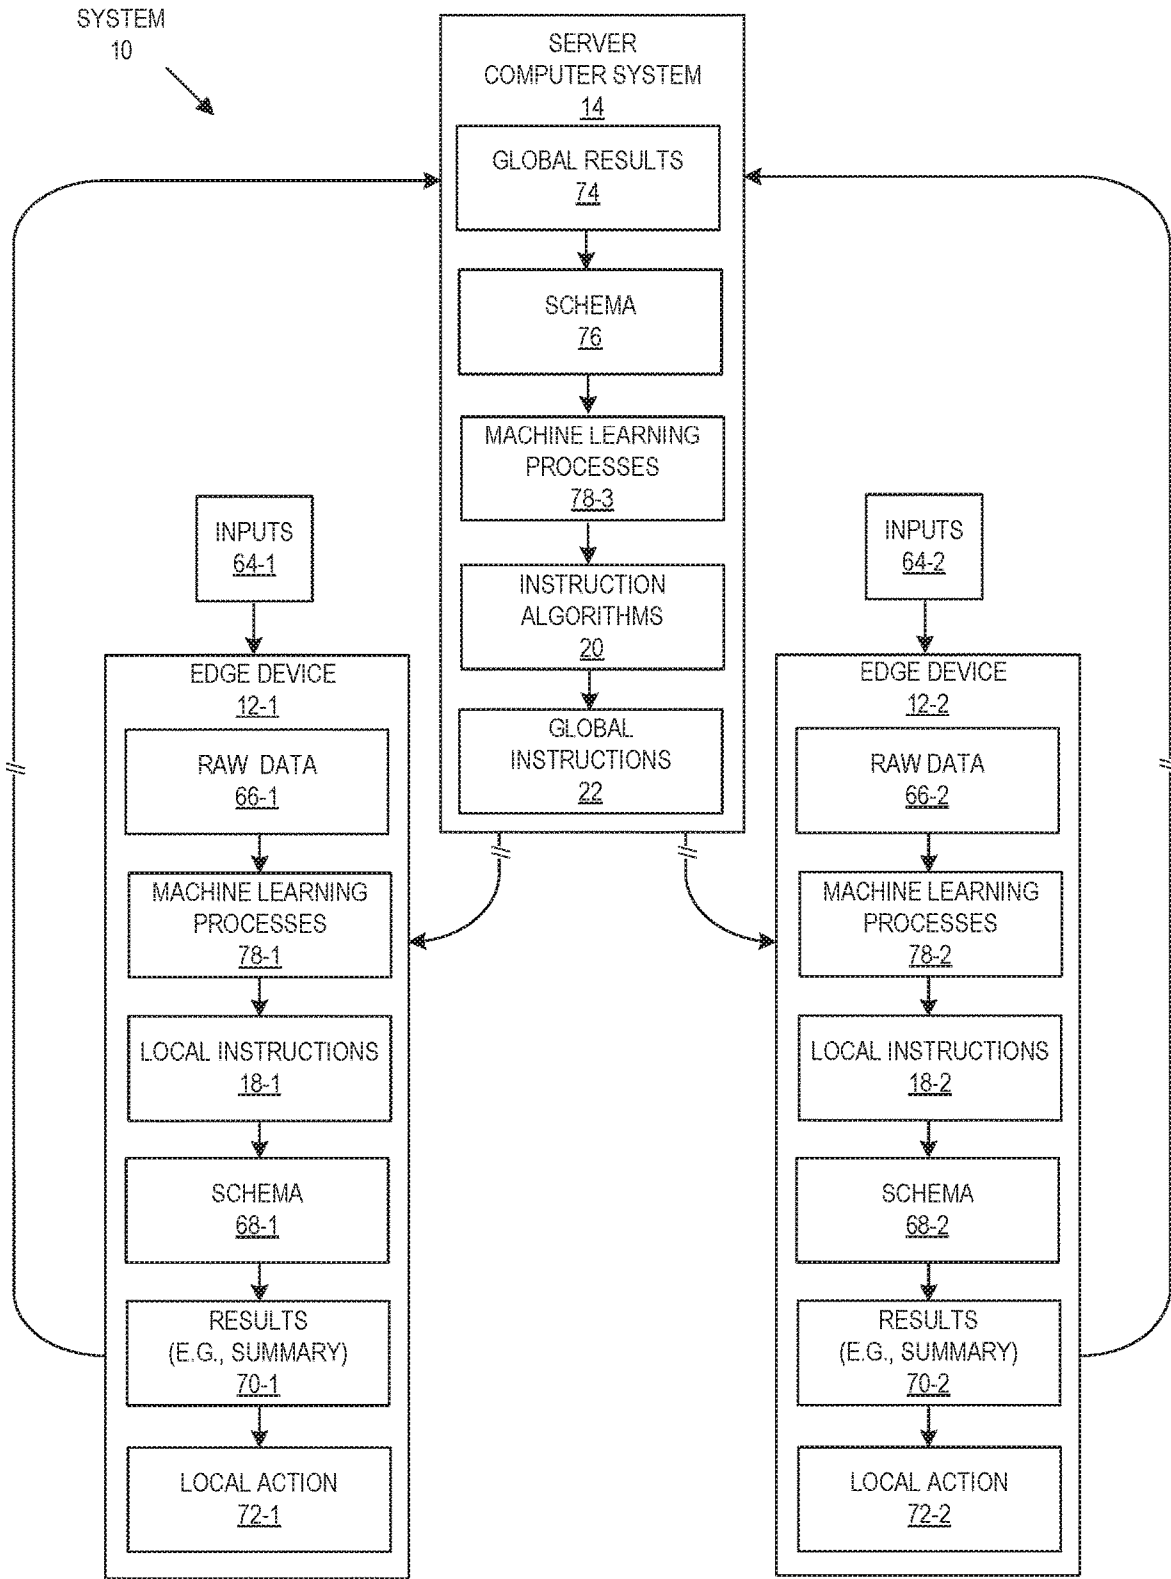 SYSTEM
10
SERVER
COMPUTER SYSTEM
14
GLOBAL RESULTS
74
SCHEMA
76
MACHINE LEARNING
PROCESSES
78-3
INSTRUCTION
ALGORITHMS
20
GLOBAL
INSTRUCTIONS
22
INPUTS
64-1
EDGE DEVICE
12-1
RAW DATA
66-1
MACHINE LEARNING
PROCESSES
78-1
LOCAL INSTRUCTIONS
18-1
SCHEMA
68-1
RESULTS
(E.G., SUMMARY)
70-1
LOCAL ACTION
72-1
INPUTS
64-2
EDGE DEVICE
12-2
RAW DATA
66-2
MACHINE LEARNING
PROCESSES
78-2
LOCAL INSTRUCTIONS
18-2
SCHEMA
68-2
RESULTS
(E.G., SUMMARY)
70-2
LOCAL ACTION
72-2